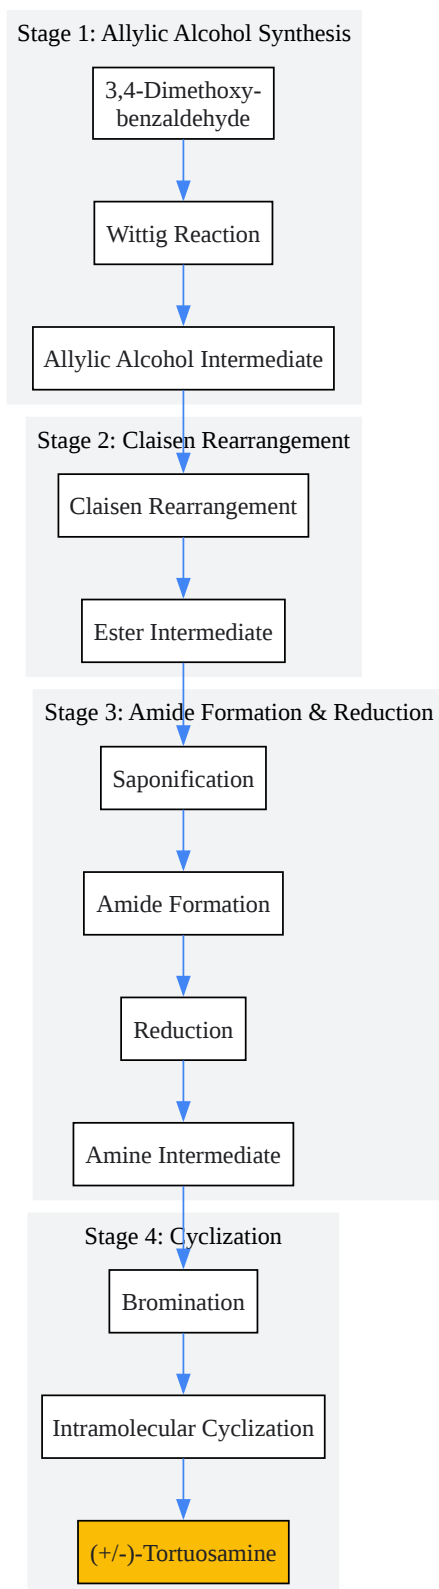 Stage 1: Allylic Alcohol Synthesis
3,4-Dimethoxy-
benzaldehyde
Wittig Reaction
Allylic Alcohol Intermediate
Stage 2: Claisen Rearrangement
Claisen Rearrangement
Ester Intermediate
Stage 3: Amide Formation & Reduction
Saponification
Amide Formation
Reduction
Amine Intermediate
Stage 4: Cyclization
Bromination
Intramolecular Cyclization
(+/-)-Tortuosamine